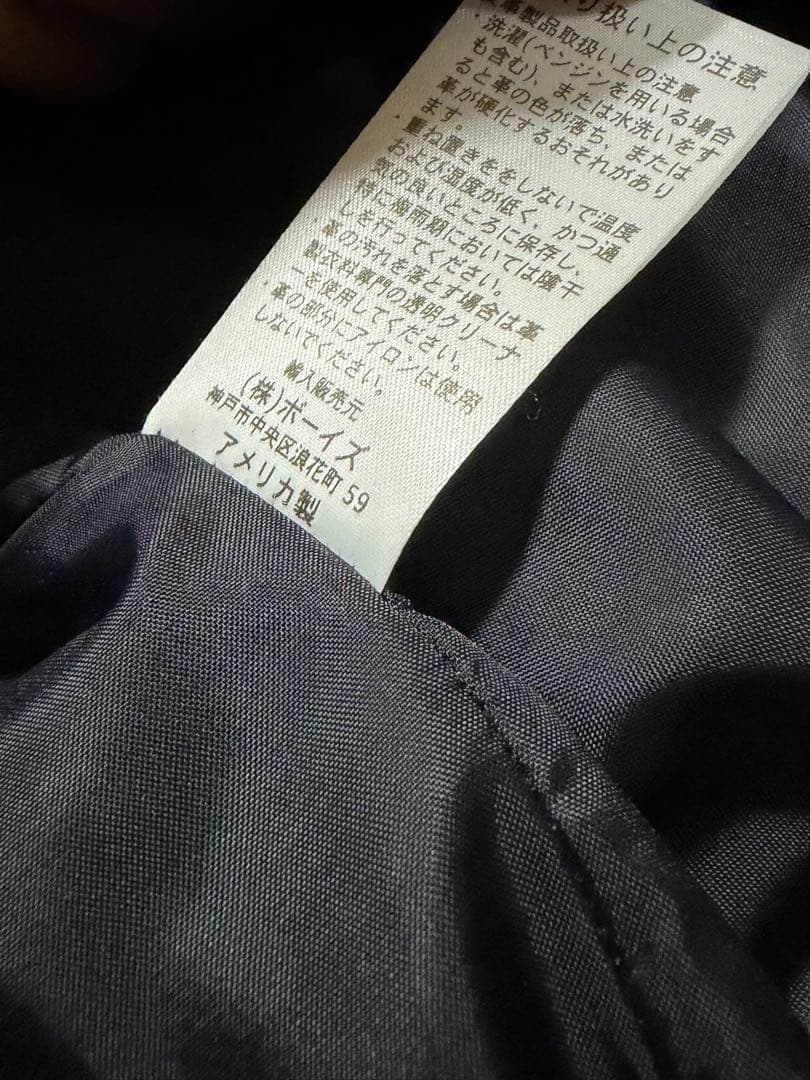 り扱い上の注意
革製品取扱い上の注意
・洗濯(ベンジンを用いる場合
も含む)、または水洗いをす
ると革の色が落ち、または
革が硬化するおそれがあり
ます。
・重ね置ききをしないで温度
および湿度が低く、かつ通
気の良いところに保存し、
特に梅雨期においては陰干
しを行ってください。
・革の汚れを落とす場合は革
製衣料専門の透明クリーナ
ーを使用してください。
・革の部分にアイロンは使用
しないでください。
輸入販売元
(株)ボーイズ
神戸市中央区浪花町 59
アメリカ製